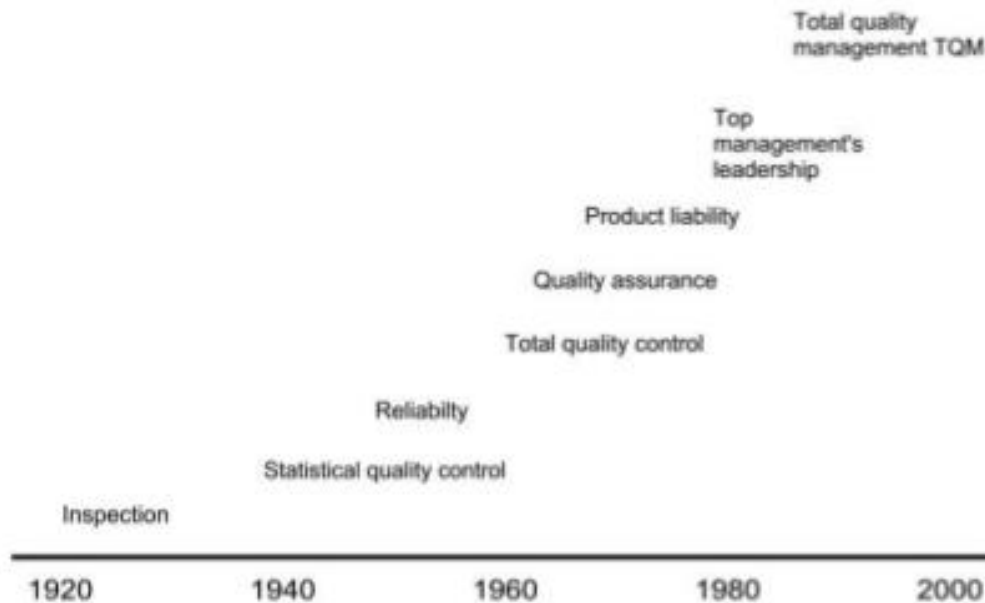 Total quality
management TQM
Top
management's
leadership
Product liability
Quality assurance
Total quality control
Reliabilty
Statistical quality control
Inspection
1920 1940 1960 1980 2000